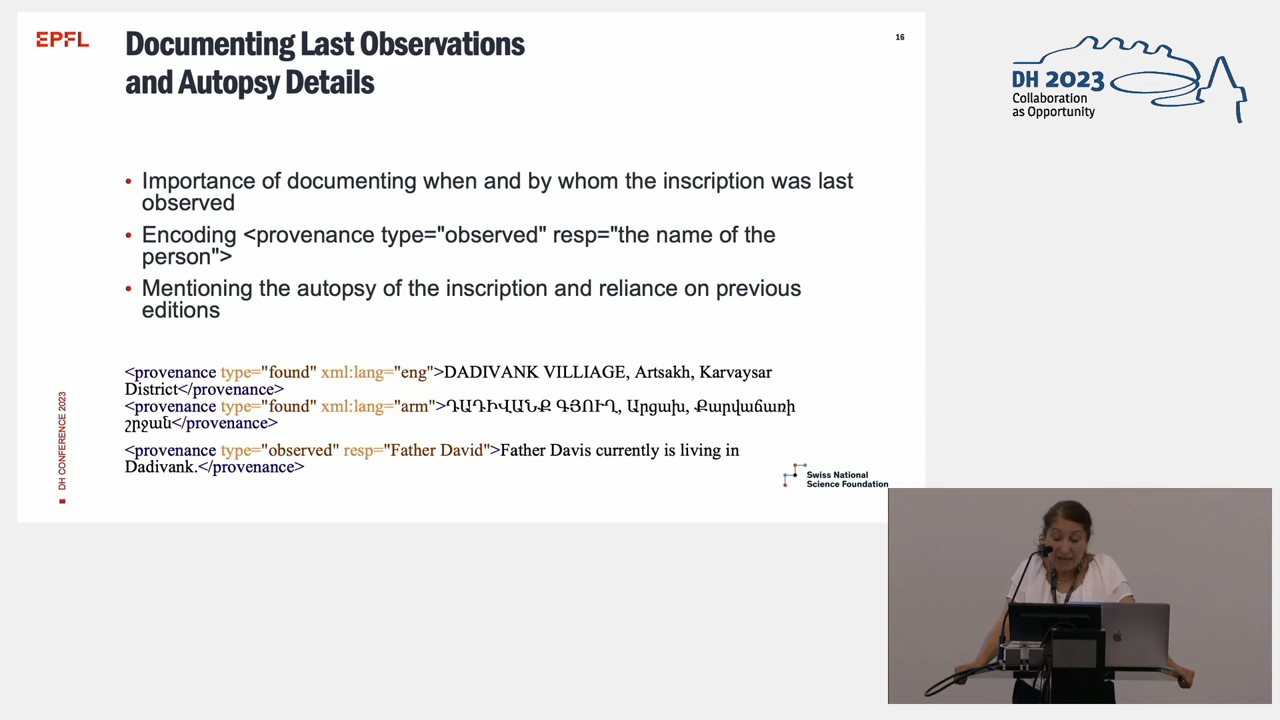 EPFL
Documenting Last Observations
and Autopsy Details
16
• Importance of documenting when and by whom the inscription was last
observed
• Encoding <provenance type="observed" resp="the name of the
person">
• Mentioning the autopsy of the inscription and reliance on previous
editions
<provenance type="found" xml:lang="eng">DADIVANK VILLIAGE, Artsakh, Karvaysar
District</provenance>
<provenance type="found" xml:lang="arm">ԴԱԴԻՎԱՆՔ ԳՅՈՒՂ, Արցախ, Քարվաճառի
շրջան</provenance>
<provenance type="observed" resp="Father David">Father Davis currently is living in
Dadivank.</provenance>
DH CONFERENCE 2023
Swiss National
Science Foundation
DH 2023
Collaboration
as Opportunity